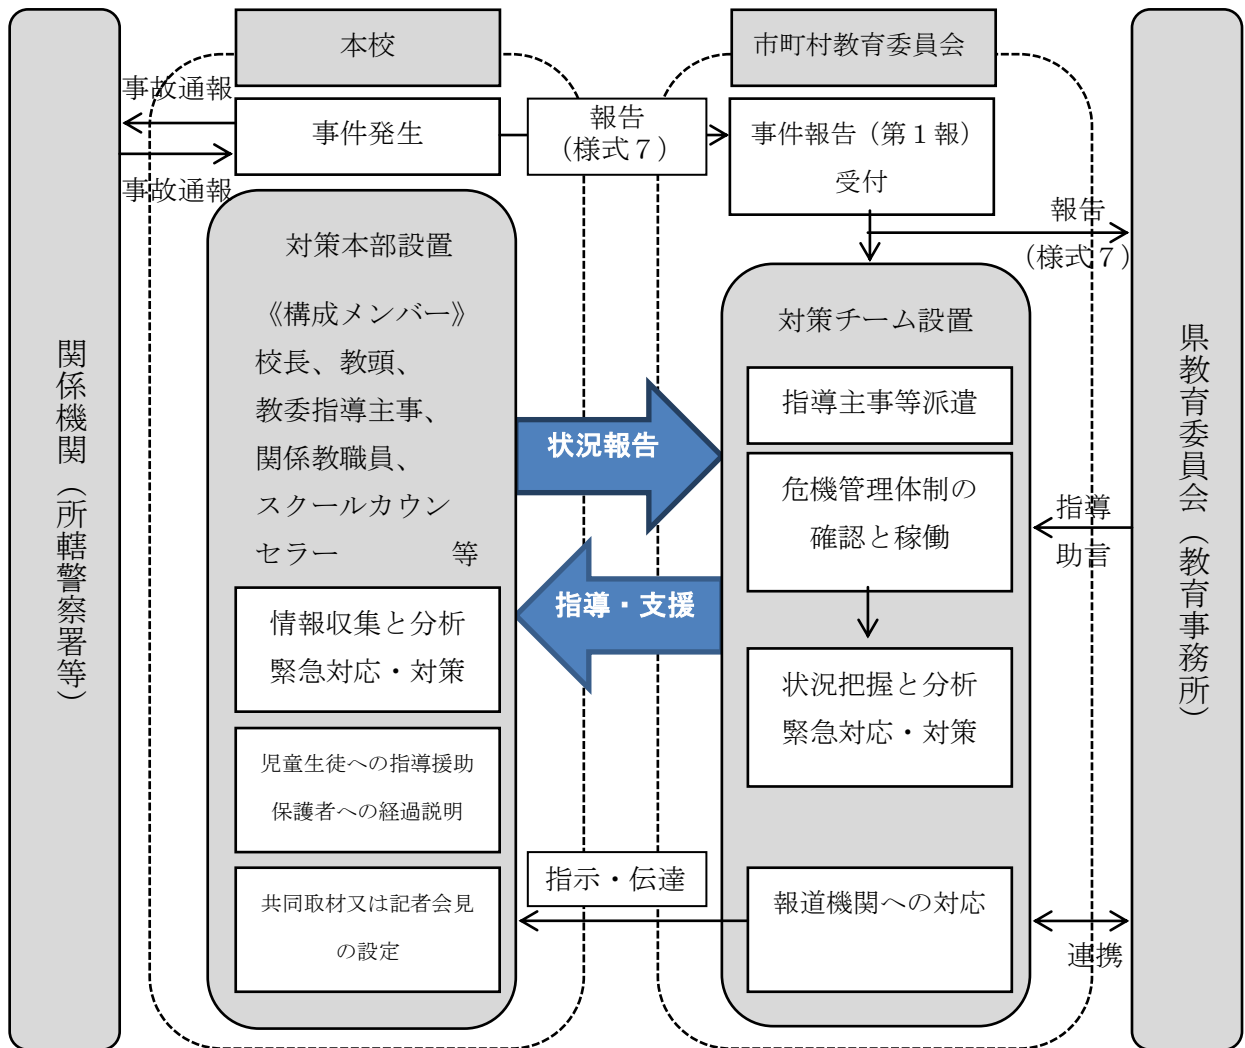 本校
市町村教育委員会
事故通報
事件発生
報告
(様式７)
事件報告（第１報）
受付
事故通報
報告
(様式７)
対策本部設置
《構成メンバー》
校長、教頭、
教委指導主事、
関係教職員、
スクールカウン
セラー　　　　等
対策チーム設置
指導主事等派遣
状況報告
危機管理体制の
確認と稼働
指導
助言
指導・支援
情報収集と分析
緊急対応・対策
状況把握と分析
緊急対応・対策
児童生徒への指導援助
保護者への経過説明
指示・伝達
共同取材又は記者会見
の設定
報道機関への対応
連携
関係機関（所轄警察署等）
県教育委員会（教育事務所）